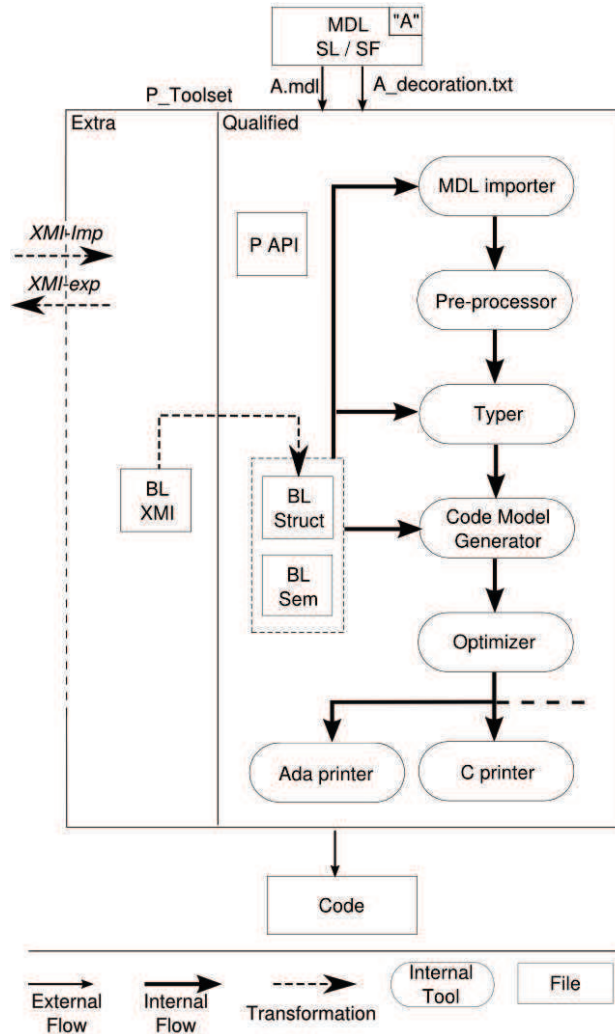 MDL "A"
SL / SF
A.mdl
A_decoration.txt
P_Toolset
Extra
Qualified
MDL importer
XMI-Imp
P API
XMI-exp
Pre-processor
Typer
BL
XMI
BL
Struct
Code Model
Generator
BL
Sem
Optimizer
Ada printer
C printer
Code
External
Flow
Internal
Flow
Transformation
Internal
Tool
File